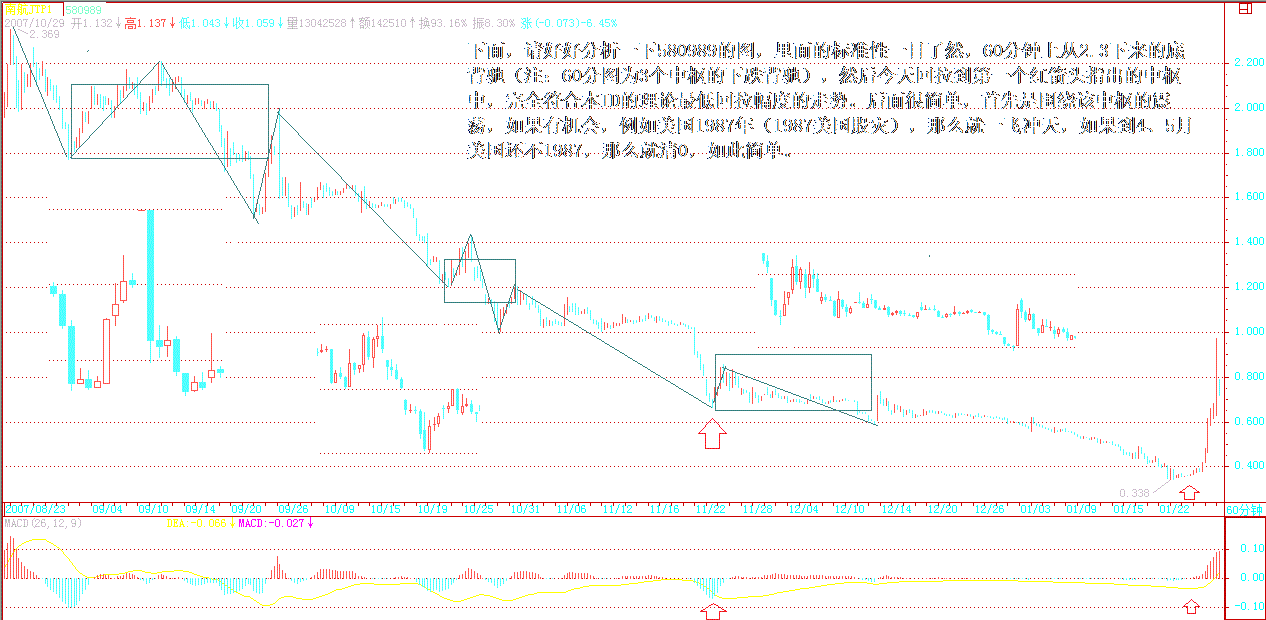 南航JTP1 580989
2007/10/29 开1.132↓高1.137↓低1.043↓收1.059↓量13042528↑额142510↑换93.16% 振8.30% 涨(-0.073)-6.45%
2.369
下面，请好好分析一下580989的图，里面的标准性一目了然，60分钟上从2.3下来的底
背驰（注：60分图为3个中枢的下跌背驰），然后今天回拉到第一个红箭头指出的中枢
中，完全符合本ID的理论最低回拉幅度的走势。后面很简单，首先是围绕该中枢的震
荡，如果有机会，例如美国1987年（1987美国股灾），那么就一飞冲天，如果到4、5月
美国还不1987，那么就清0，如此简单。
2.200
2.000
1.800
1.600
1.400
1.200
1.000
0.800
0.600
0.400
0.338
2007/08/23 09/04 09/10 09/14 09/20 09/26 10/09 10/15 10/19 10/25 10/31 11/06 11/12 11/16 11/22 11/28 12/04 12/10 12/14 12/20 12/26 01/03 01/09 01/15 01/22 60分钟
MACD(26,12,9) DEA -0.066↓ MACD:-0.027↓
0.10
0.00
-0.10